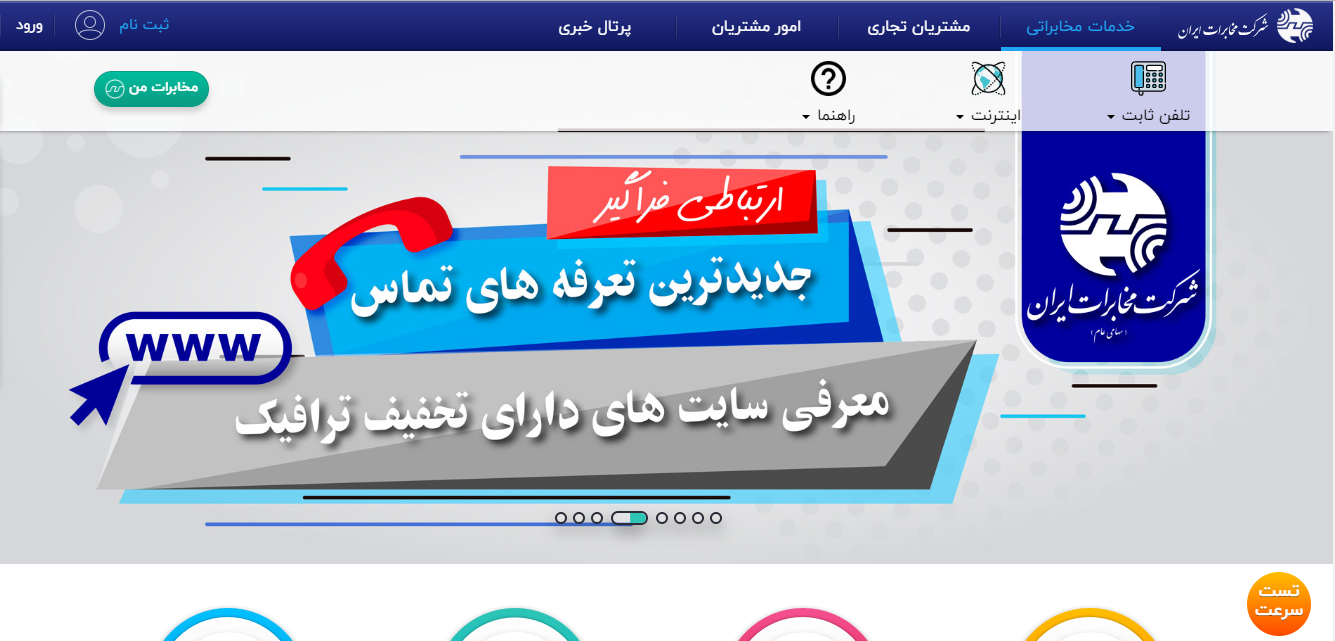 شرکت مخابرات ایران
خدمات مخابراتی
مشتریان تجاری
امور مشتریان
پرتال خبری
ثبت نام
ورود
تلفن ثابت
اینترنت
راهنما
مخابرات من
ارتباطی فراگیر
جدیدترین تعرفه های تماس
www
معرفی سایت های دارای تخفیف ترافیک
شرکت مخابرات ایران
(سهامی عام)
تست
سرعت